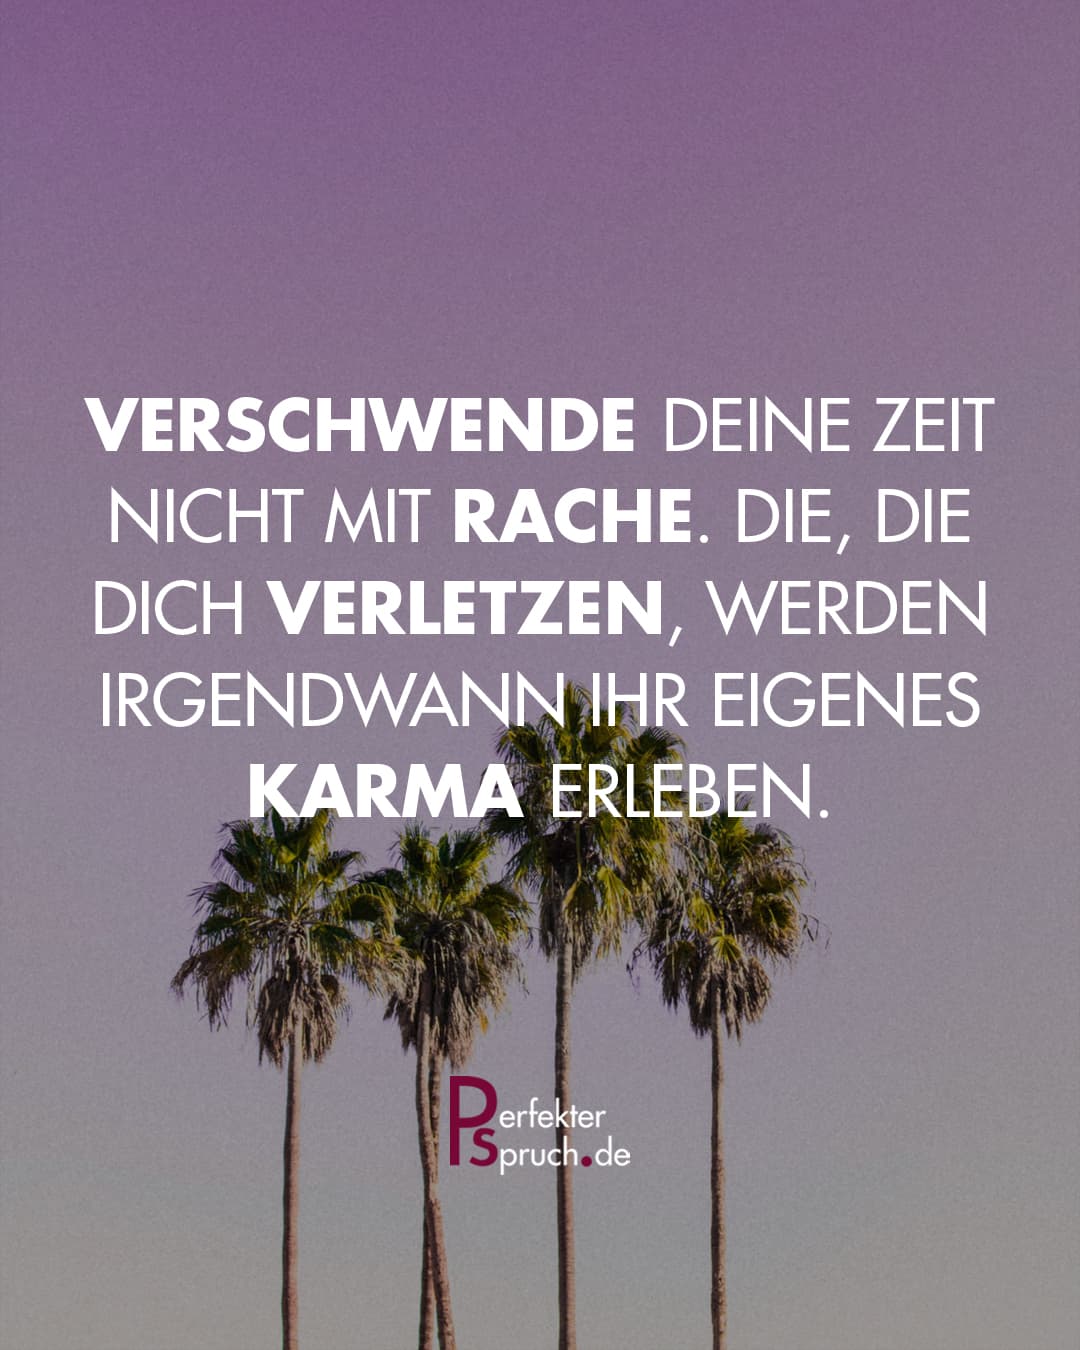 VERSCHWENDE DEINE ZEIT
NICHT MIT RACHE. DIE, DIE
DICH VERLETZEN, WERDEN
IRGENDWANN IHR EIGENES
KARMA ERLEBEN.
Perfekter
spruch.de